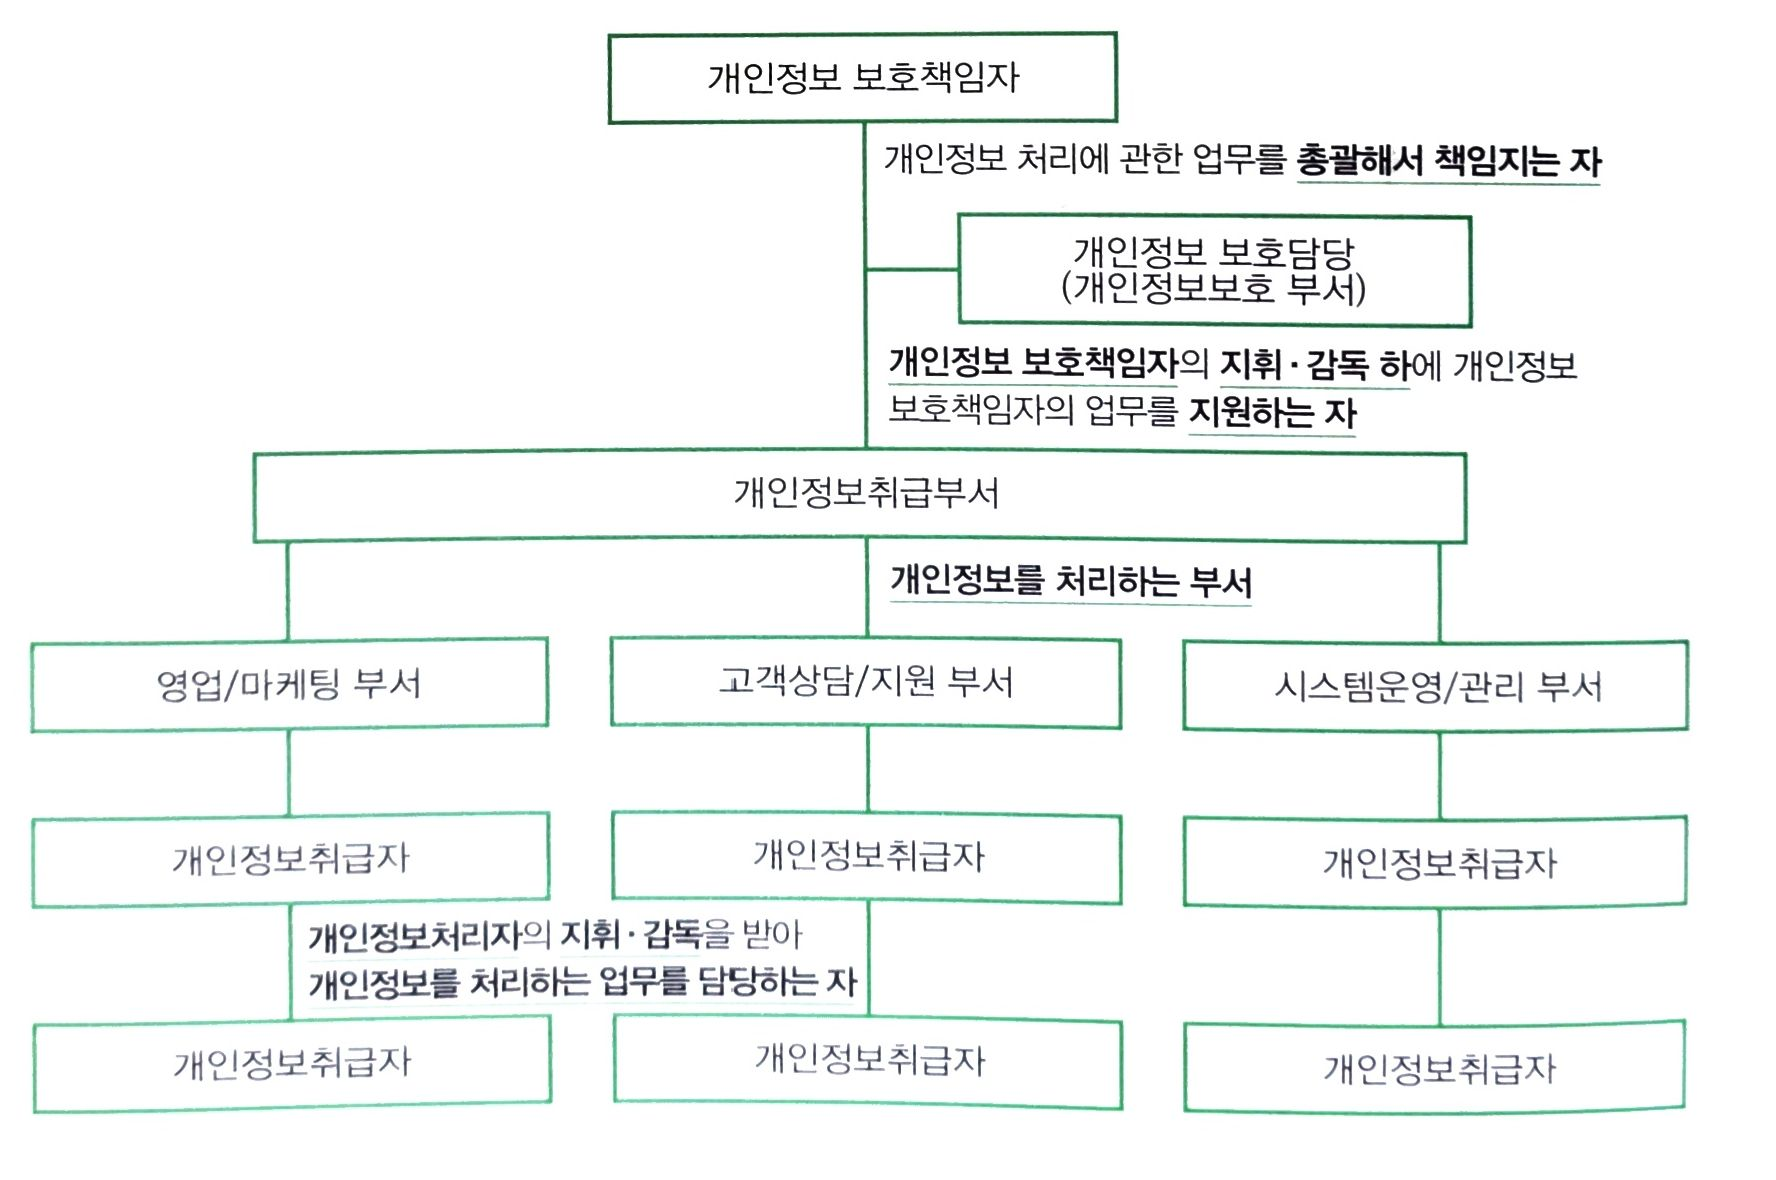 개인정보 보호책임자
개인정보 처리에 관한 업무를 총괄해서 책임지는 자
개인정보 보호담당
(개인정보보호 부서)
개인정보 보호책임자의 지휘·감독 하에 개인정보
보호책임자의 업무를 지원하는 자
개인정보취급부서
개인정보를 처리하는 부서
영업/마케팅 부서
고객상담/지원 부서
시스템운영/관리 부서
개인정보취급자
개인정보취급자
개인정보취급자
개인정보처리자의 지휘·감독을 받아
개인정보를 처리하는 업무를 담당하는 자
개인정보취급자
개인정보취급자
개인정보취급자